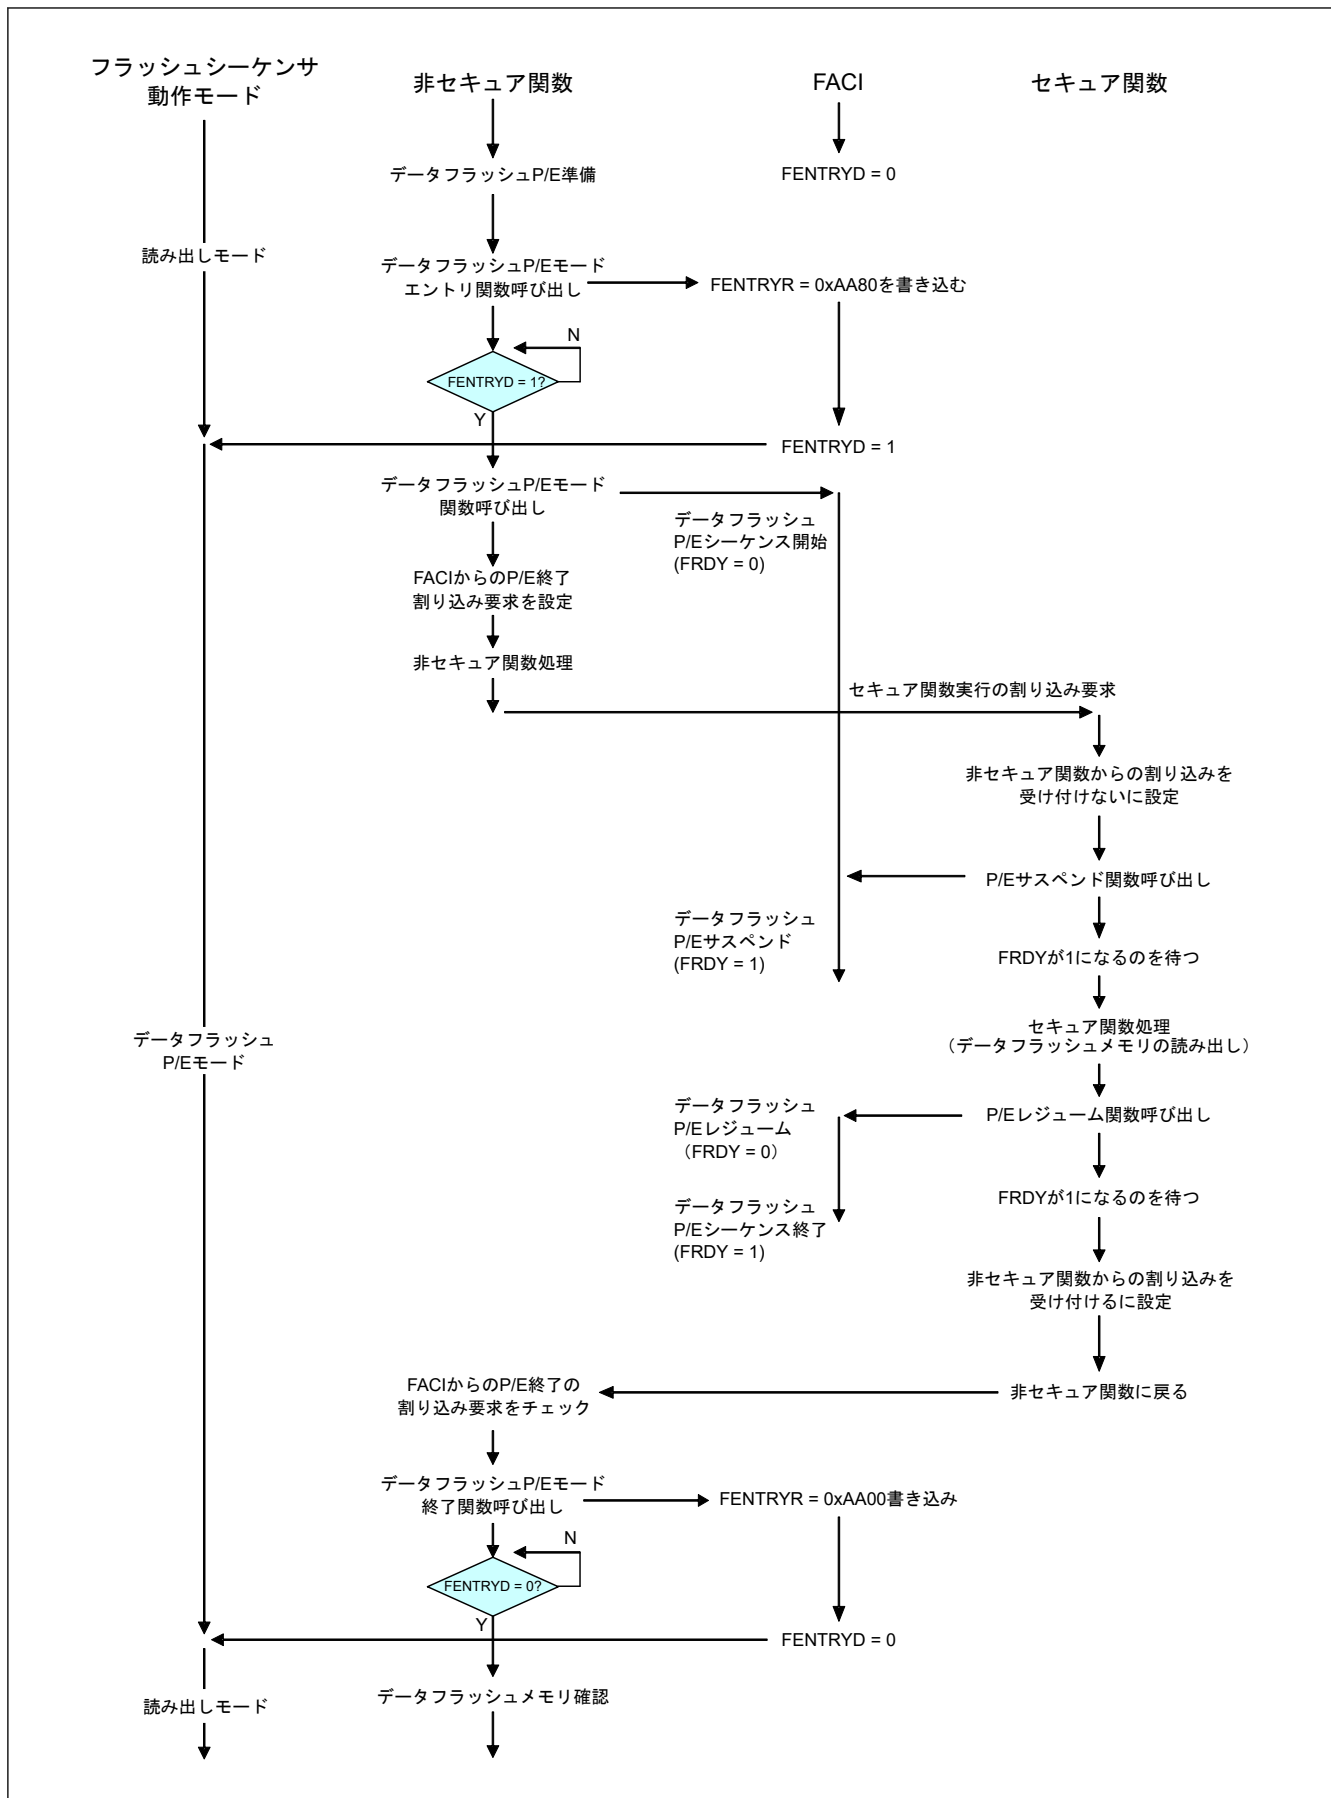 フラッシュシーケンサ
動作モード
非セキュア関数
FACI
セキュア関数
データフラッシュP/E準備
FENTRYD = 0
読み出しモード
データフラッシュP/Eモード
エントリ関数呼び出し
FENTRYR = 0xAA80を書き込む
N
FENTRYD = 1?
Y
FENTRYD = 1
データフラッシュP/Eモード
関数呼び出し
データフラッシュ
P/Eシーケンス開始
(FRDY = 0)
FACIからのP/E終了
割り込み要求を設定
非セキュア関数処理
セキュア関数実行の割り込み要求
非セキュア関数からの割り込みを
受け付けないに設定
P/Eサスペンド関数呼び出し
データフラッシュ
P/Eサスペンド
(FRDY = 1)
FRDYが1になるのを待つ
セキュア関数処理
（データフラッシュメモリの読み出し）
データフラッシュ
P/Eモード
データフラッシュ
P/Eレジューム
（FRDY = 0）
P/Eレジューム関数呼び出し
FRDYが1になるのを待つ
データフラッシュ
P/Eシーケンス終了
(FRDY = 1)
非セキュア関数からの割り込みを
受け付けるに設定
FACIからのP/E終了の
割り込み要求をチェック
非セキュア関数に戻る
データフラッシュP/Eモード
終了関数呼び出し
FENTRYR = 0xAA00書き込み
N
FENTRYD = 0?
Y
FENTRYD = 0
読み出しモード
データフラッシュメモリ確認